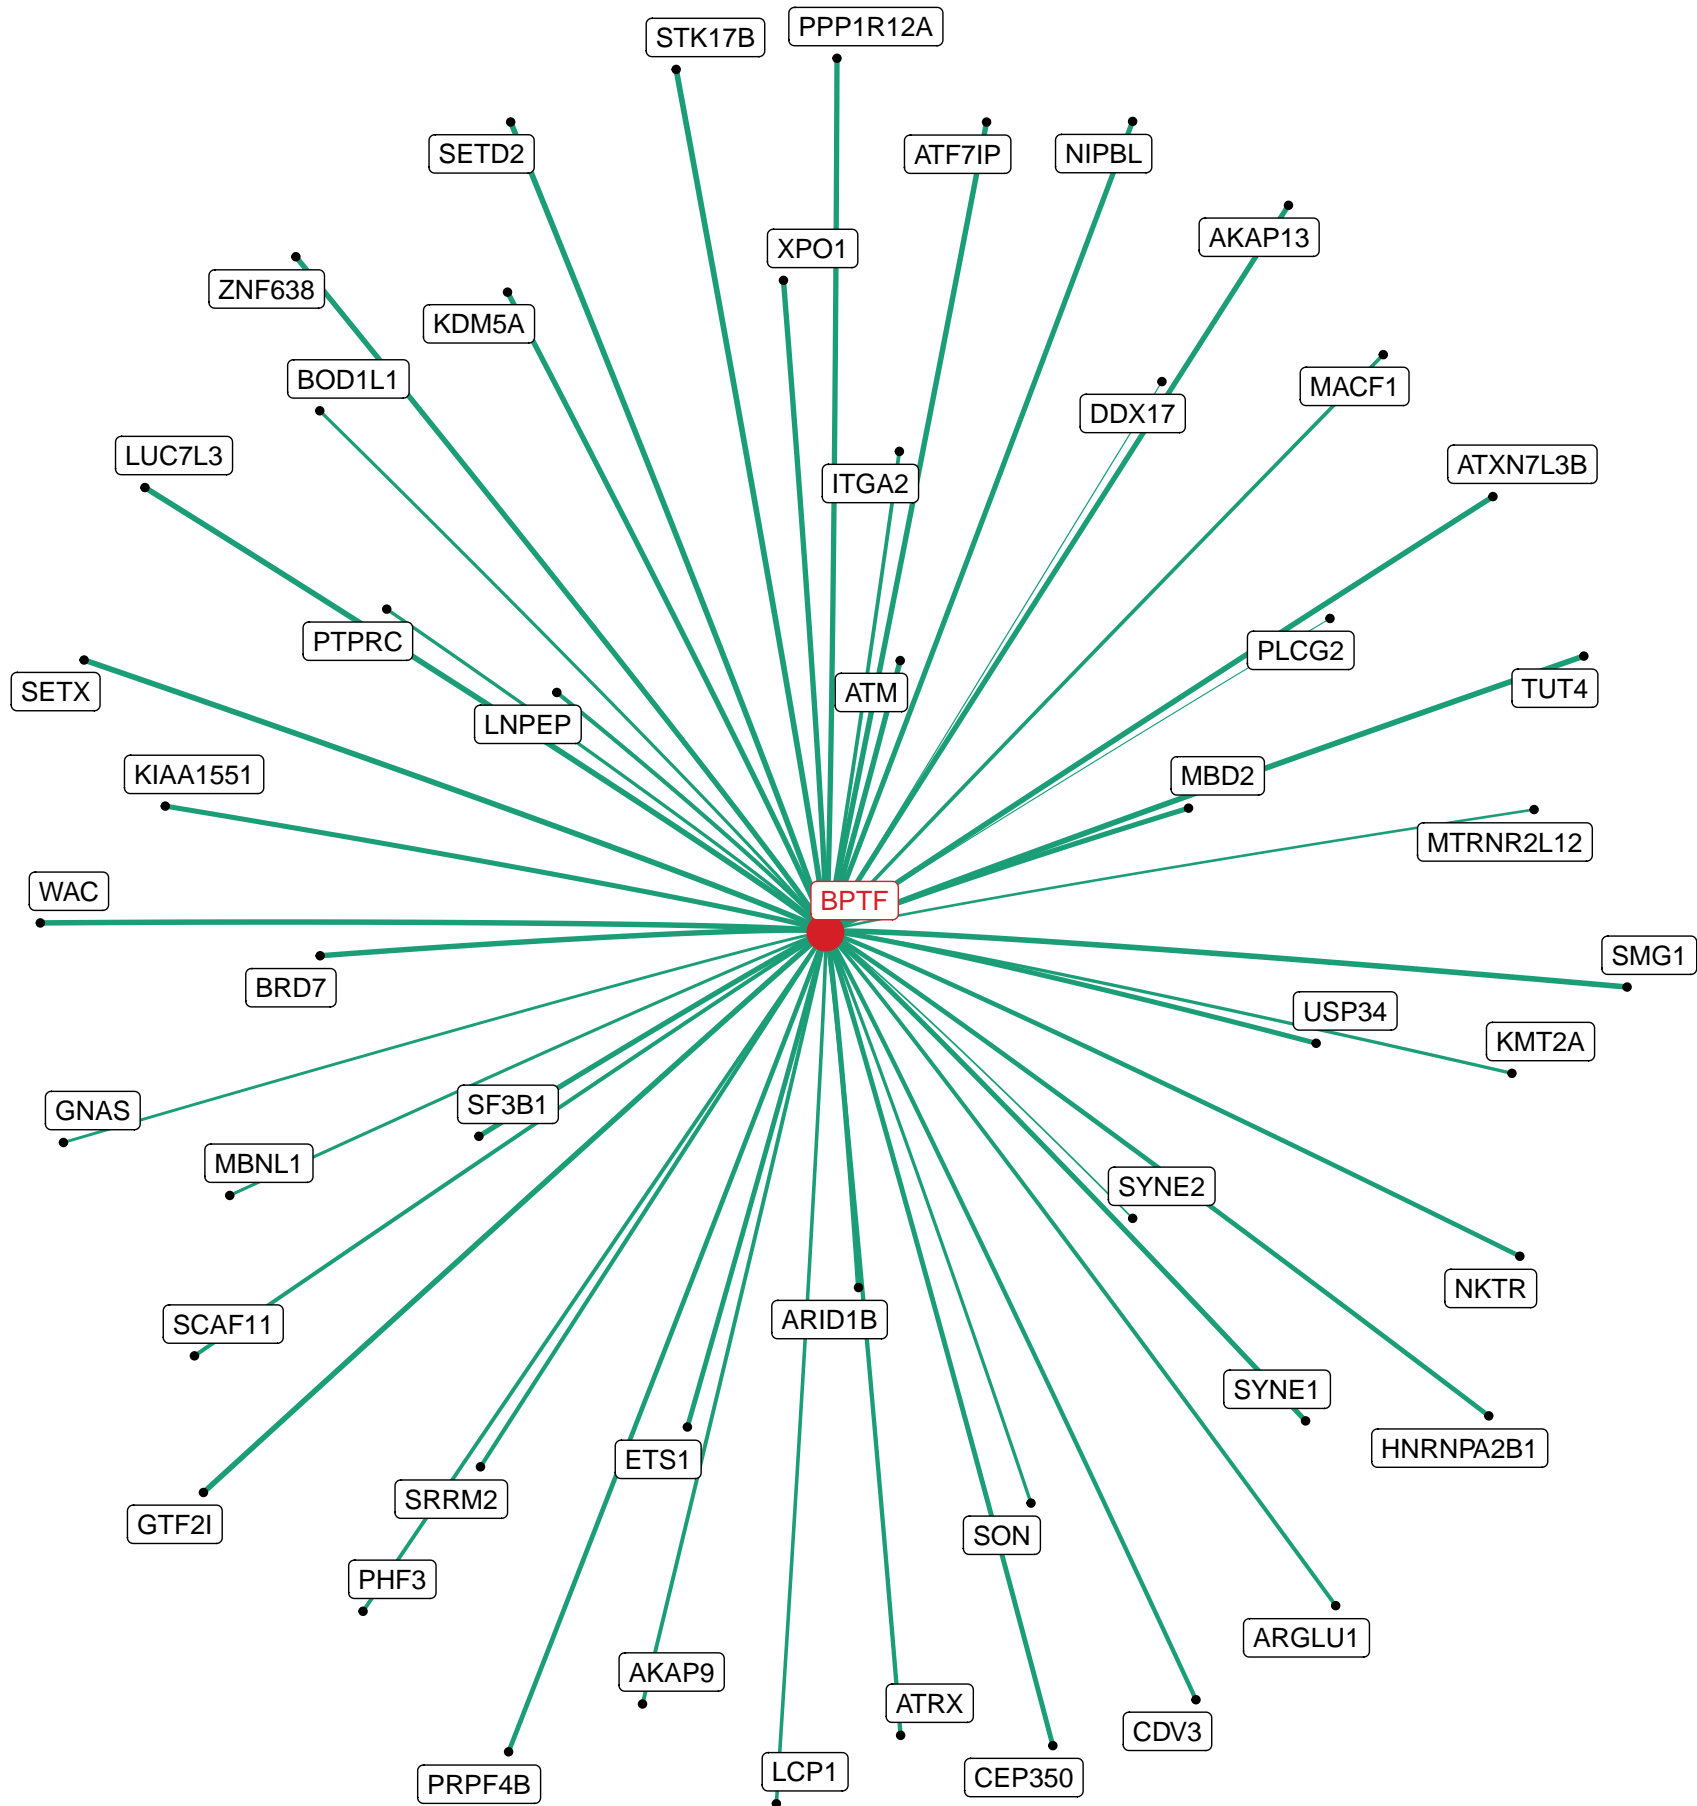 PPP1R12A
STK17B
SETD2
ATF7IP
NIPBL
AKAP13
XPO1
ZNF638
KDM5A
BOD1L1
MACF1
DDX17
LUC7L3
ATXN7L3B
ITGA2
PTPRC
PLCG2
SETX
TUT4
ATM
LNPEP
KIAA1551
MBD2
MTRNR2L12
WAC
BPTF
SMG1
BRD7
USP34
KMT2A
SF3B1
GNAS
MBNL1
SYNE2
NKTR
ARID1B
SCAF11
SYNE1
HNRNPA2B1
ETS1
SRRM2
GTF2I
SON
PHF3
ARGLU1
AKAP9
ATRX
CDV3
LCP1
CEP350
PRPF4B